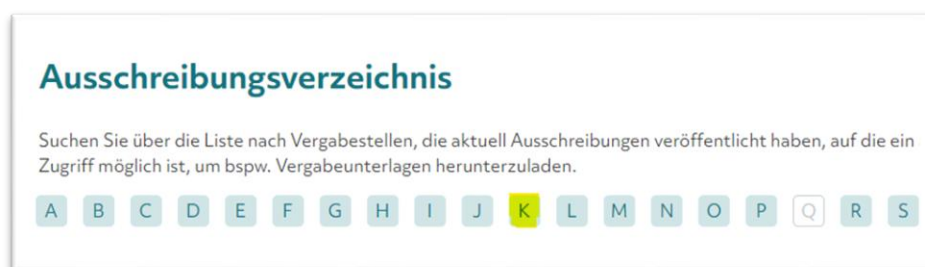 Ausschreibungsverzeichnis
Suchen Sie über die Liste nach Vergabestellen, die aktuell Ausschreibungen veröffentlicht haben, auf die ein
Zugriff möglich ist, um bspw. Vergabeunterlagen herunterzuladen.
A B C D E F G H I J K L M N O P Q R S